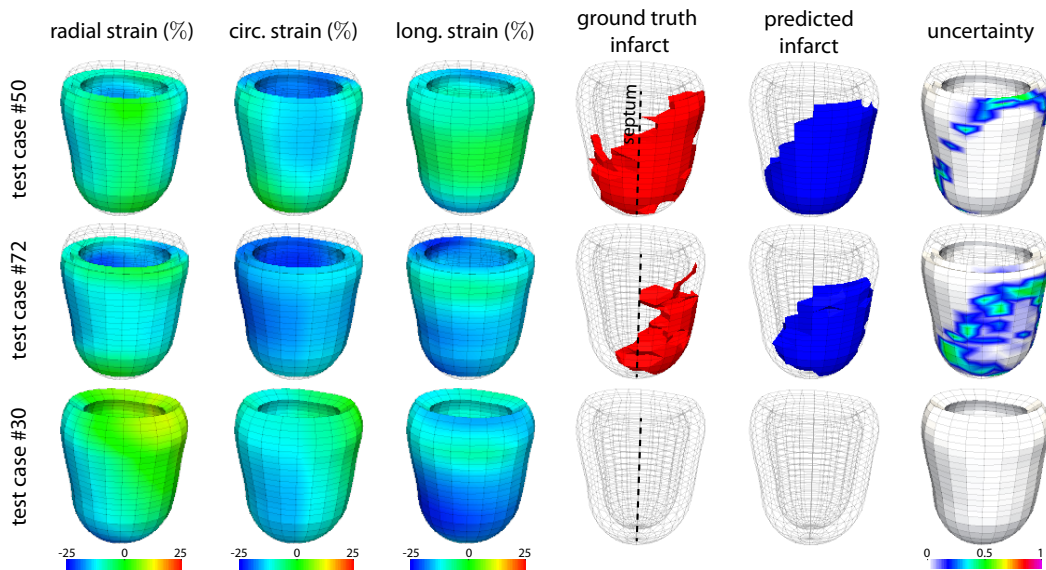 radial strain (%)
circ. strain (%)
long. strain (%)
ground truth
infarct
predicted
infarct
uncertainty
test case #50
septum
test case #72
test case #30
-25 0 25
-25 0 25
-25 0 25
0 0.5 1